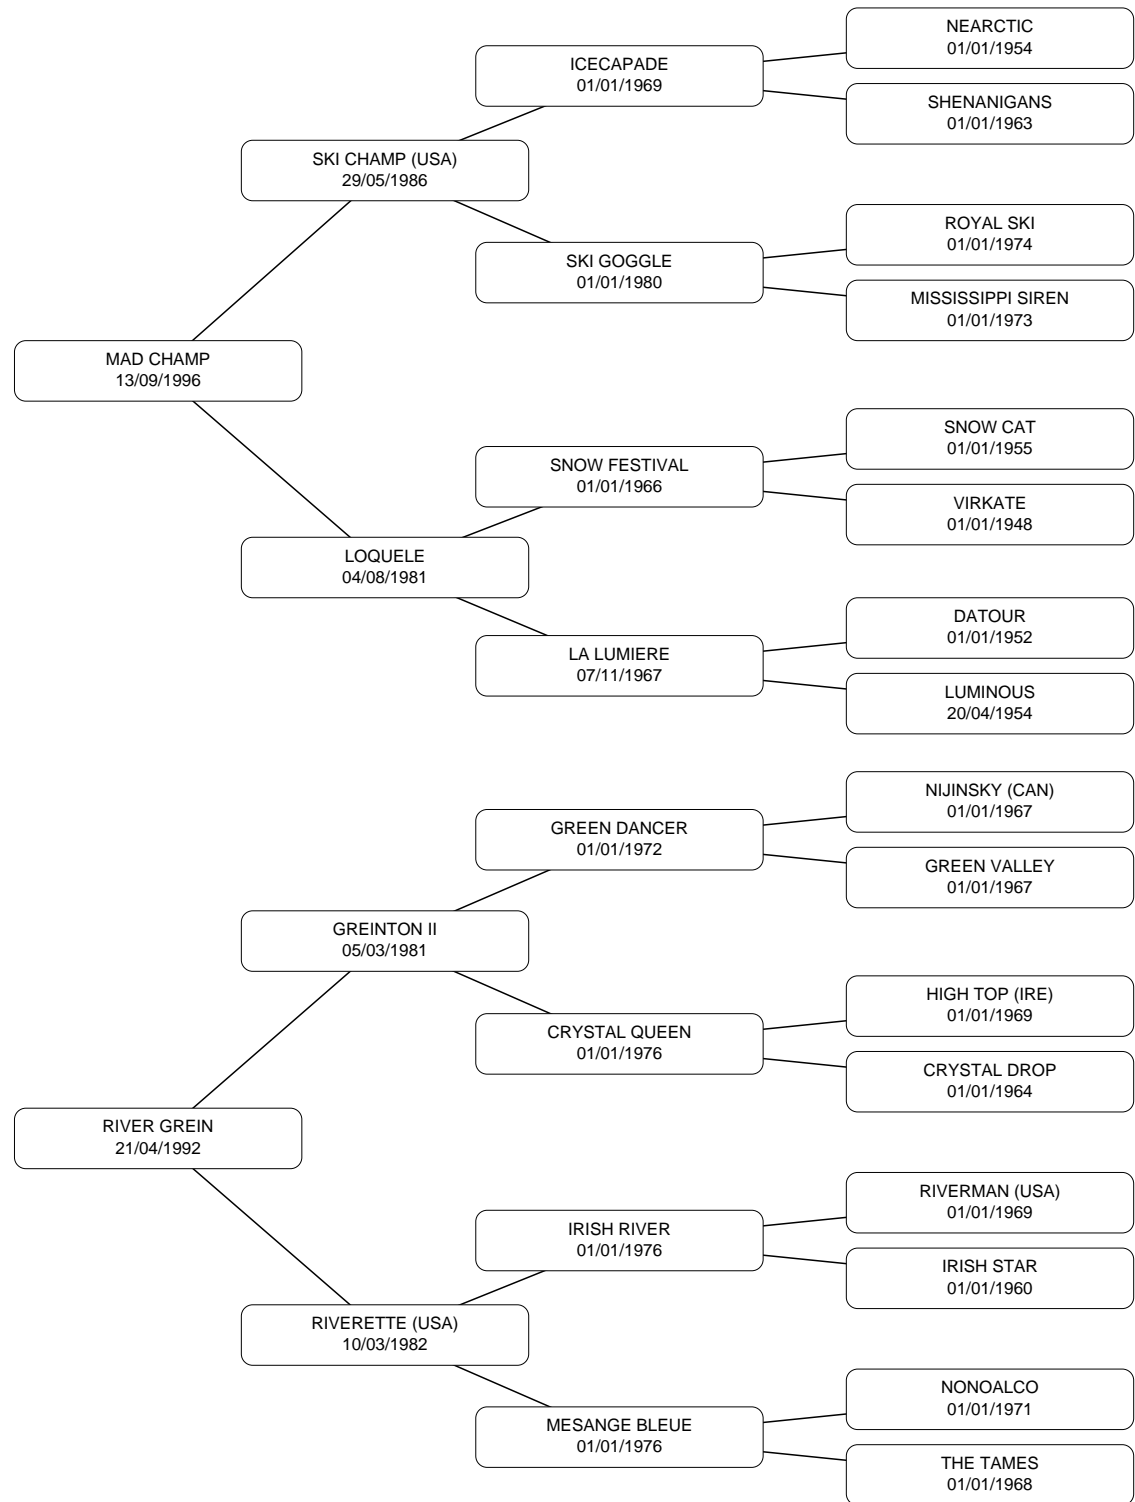 NEARCTIC
01/01/1954
ICECAPADE
01/01/1969
SHENANIGANS
01/01/1963
SKI CHAMP (USA)
29/05/1986
ROYAL SKI
01/01/1974
SKI GOGGLE
01/01/1980
MISSISSIPPI SIREN
01/01/1973
MAD CHAMP
13/09/1996
SNOW CAT
01/01/1955
SNOW FESTIVAL
01/01/1966
VIRKATE
01/01/1948
LOQUELE
04/08/1981
DATOUR
01/01/1952
LA LUMIERE
07/11/1967
LUMINOUS
20/04/1954
NIJINSKY (CAN)
01/01/1967
GREEN DANCER
01/01/1972
GREEN VALLEY
01/01/1967
GREINTON II
05/03/1981
HIGH TOP (IRE)
01/01/1969
CRYSTAL QUEEN
01/01/1976
CRYSTAL DROP
01/01/1964
RIVER GREIN
21/04/1992
RIVERMAN (USA)
01/01/1969
IRISH RIVER
01/01/1976
IRISH STAR
01/01/1960
RIVERETTE (USA)
10/03/1982
NONOALCO
01/01/1971
MESANGE BLEUE
01/01/1976
THE TAMES
01/01/1968